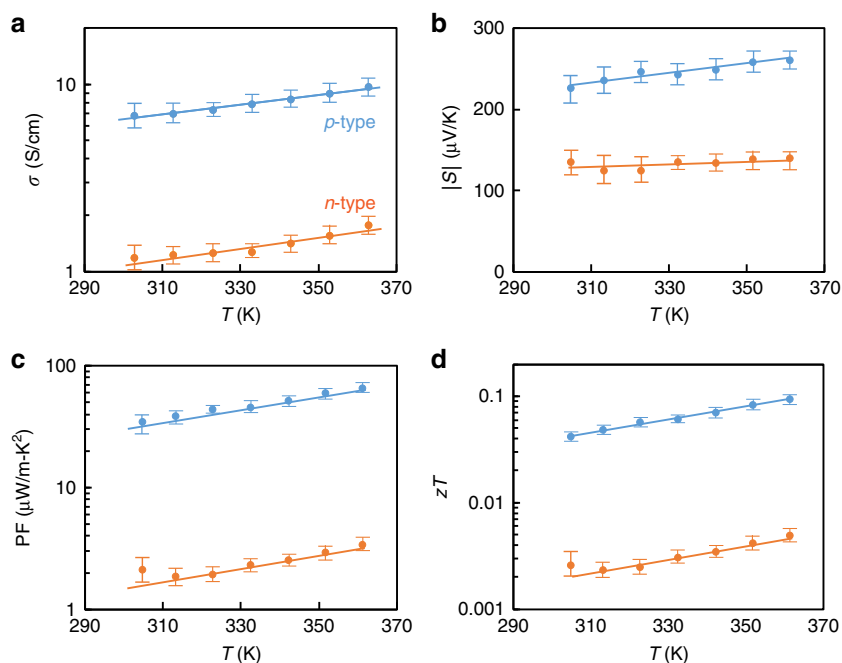 a
10
1
σ (S/cm)
p-type
n-type
290 310 330 350 370
T (K)
b
300
200
100
0
|S| (μV/K)
290 310 330 350 370
T (K)
c
100
10
1
PF (μW/m-K²)
290 310 330 350 370
T (K)
d
0.1
0.01
0.001
zT
290 310 330 350 370
T (K)